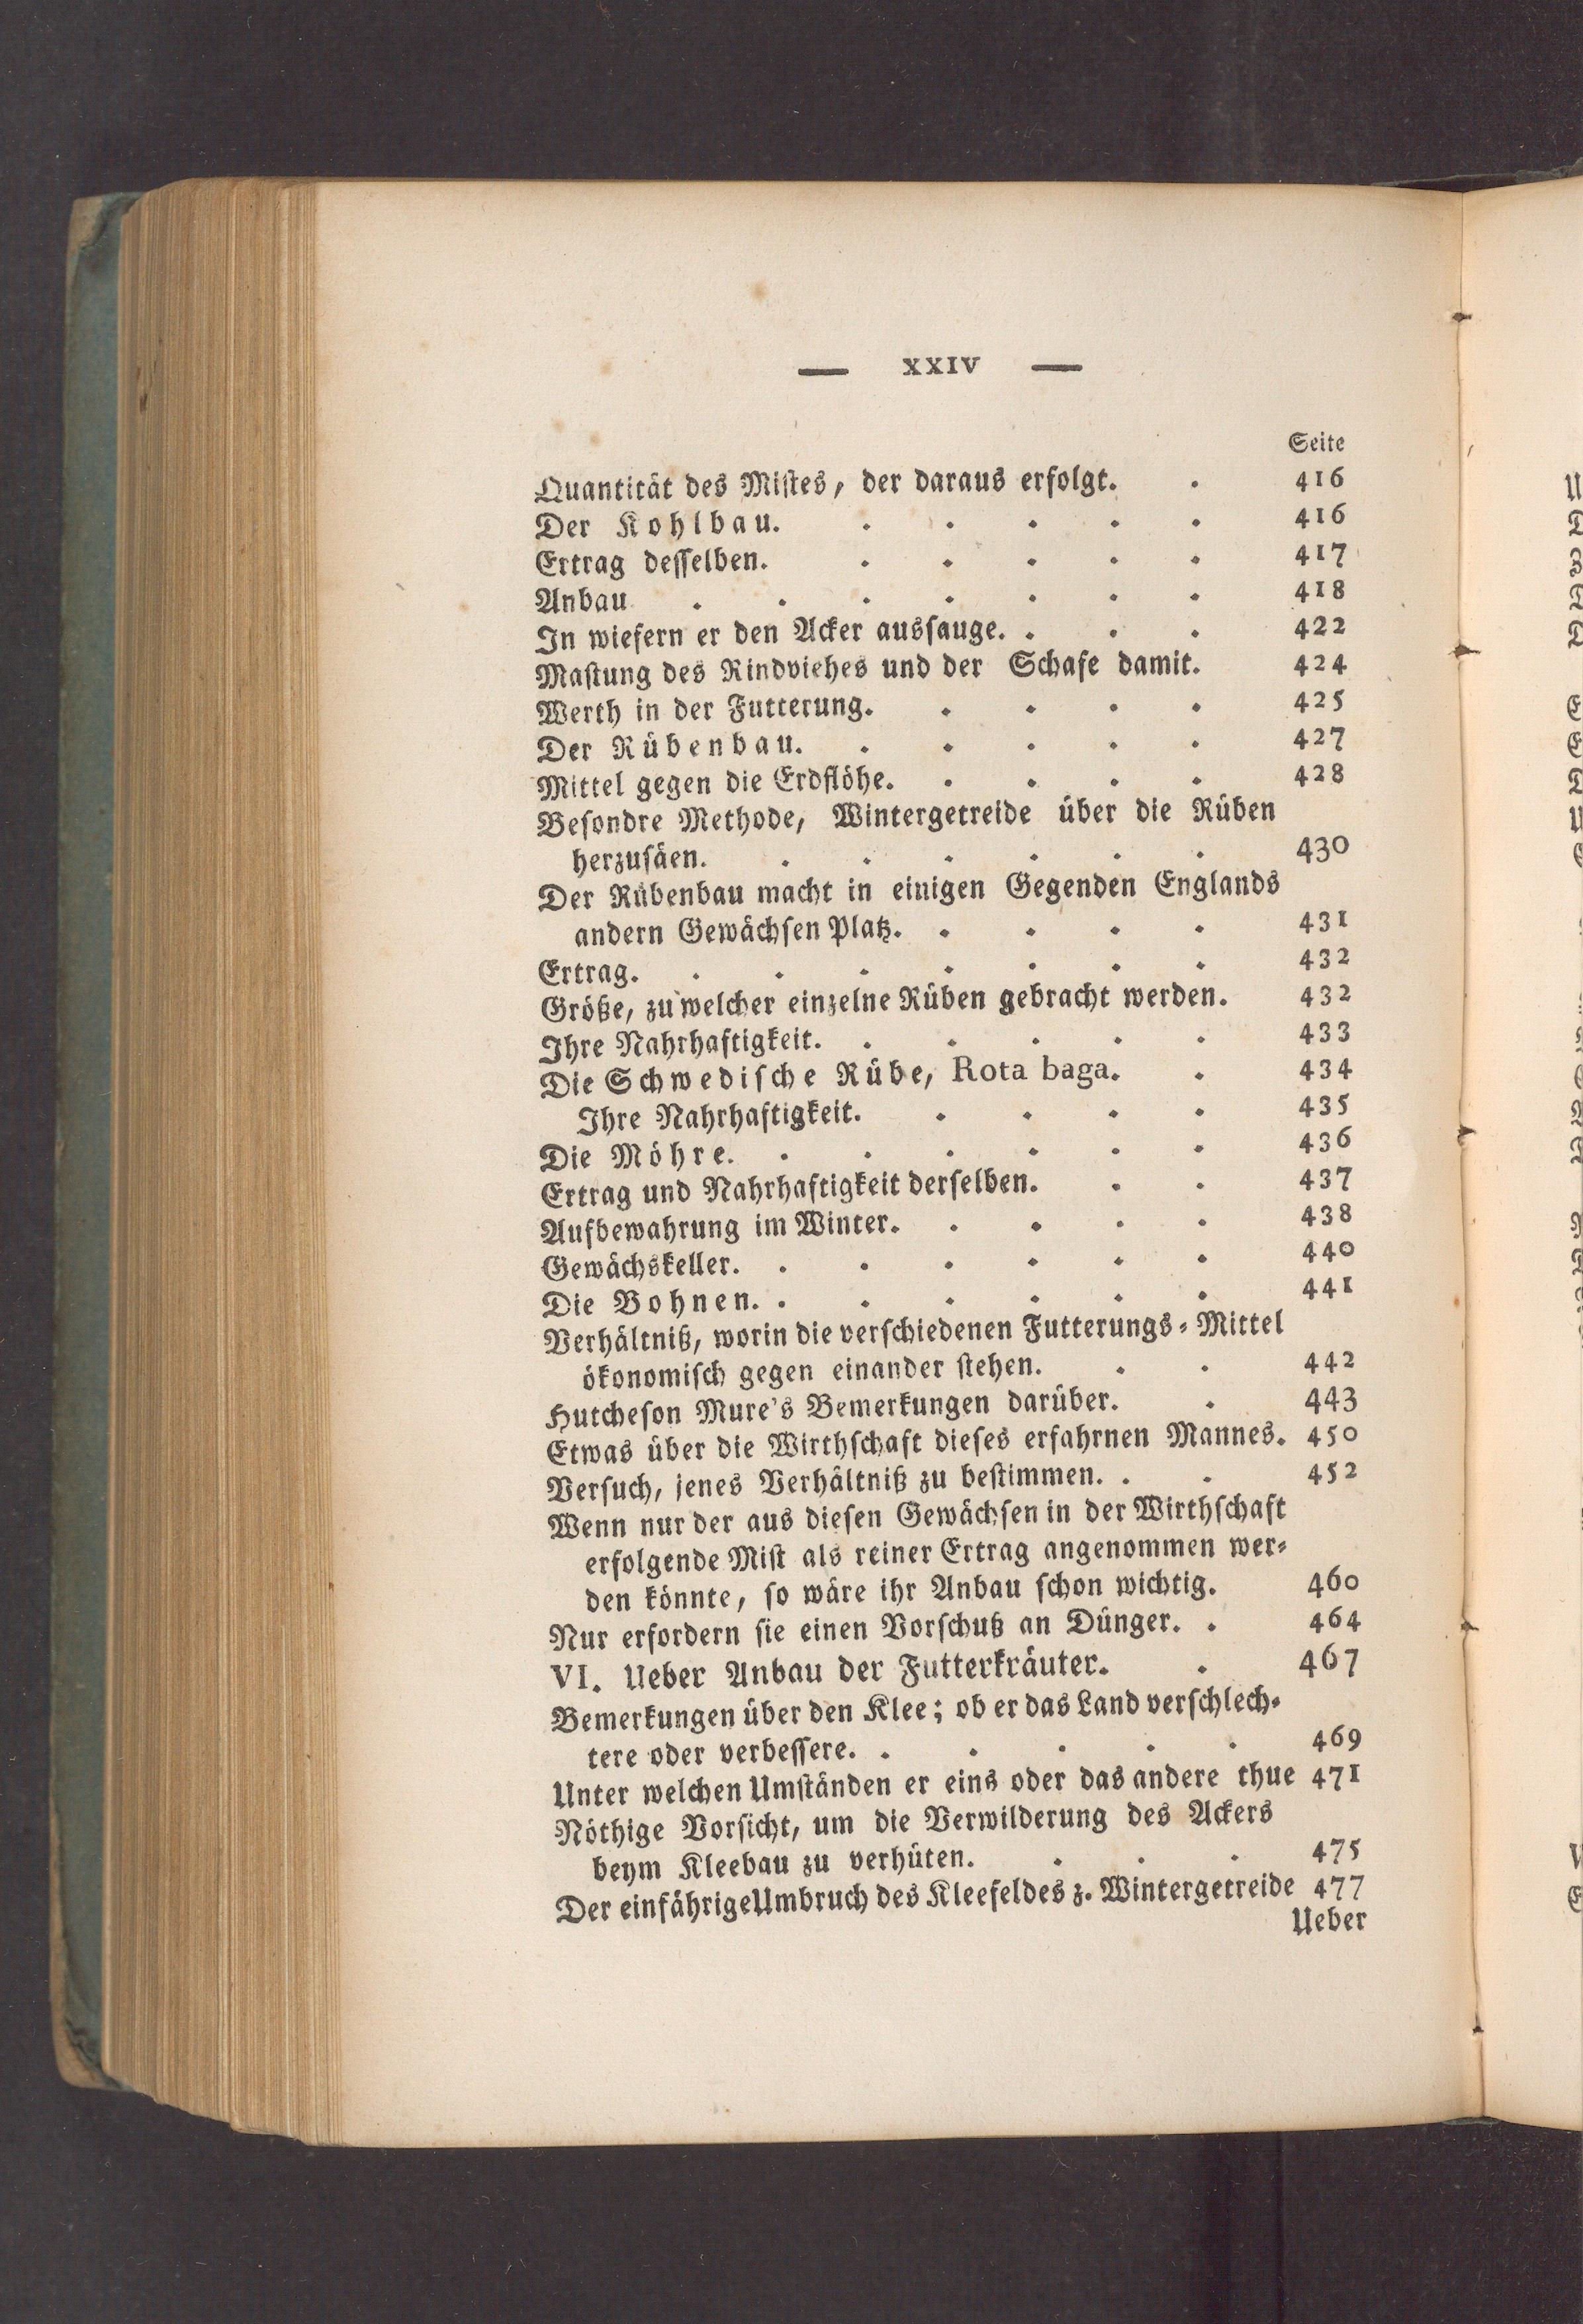 — XXIV —
Seite
Quantität des Mistes, der daraus erfolgt. . 416
Der Kohlbau. . . . . . 416
Ertrag desselben. . . . . . 417
Anbau . . . . . . . 418
In wiefern er den Acker aussauge. . . . 422
Mastung des Rindviehes und der Schafe damit. 424
Werth in der Futterung. . . . . 425
Der Rübenbau. . . . . . 427
Mittel gegen die Erdflöhe. . . . . 428
Besondre Methode, Wintergetreide über die Rüben
herzusäen. . . . . . . 430
Der Rübenbau macht in einigen Gegenden Englands
andern Gewächsen Platz. . . . . 431
Ertrag. . . . . . . . 432
Größe, zu welcher einzelne Rüben gebracht werden. 432
Ihre Nahrhaftigkeit. . . . . . 433
Die Schwedische Rübe, Rota baga. . 434
Ihre Nahrhaftigkeit. . . . . 435
Die Möhre. . . . . . . 436
Ertrag und Nahrhaftigkeit derselben. . . 437
Aufbewahrung im Winter. . . . . 438
Gewächskeller. . . . . . . 440
Die Bohnen. . . . . . . 441
Verhältniß, worin die verschiedenen Futterungs-Mittel
ökonomisch gegen einander stehen. . . 442
Hutcheson Mure's Bemerkungen darüber. . 443
Etwas über die Wirthschaft dieses erfahrnen Mannes. 450
Versuch, jenes Verhältniß zu bestimmen. . . 452
Wenn nur der aus diesen Gewächsen in der Wirthschaft
erfolgende Mist als reiner Ertrag angenommen wer-
den könnte, so wäre ihr Anbau schon wichtig. 460
Nur erfordern sie einen Vorschuß an Dünger. . 464
VI. Ueber Anbau der Futterkräuter. . 467
Bemerkungen über den Klee; ob er das Land verschlech-
tere oder verbessere. . . . . . 469
Unter welchen Umständen er eins oder das andere thue 471
Nöthige Vorsicht, um die Verwilderung des Ackers
beym Kleebau zu verhüten. . . . 475
Der einfährige Umbruch des Kleefeldes z. Wintergetreide 477
Ueber